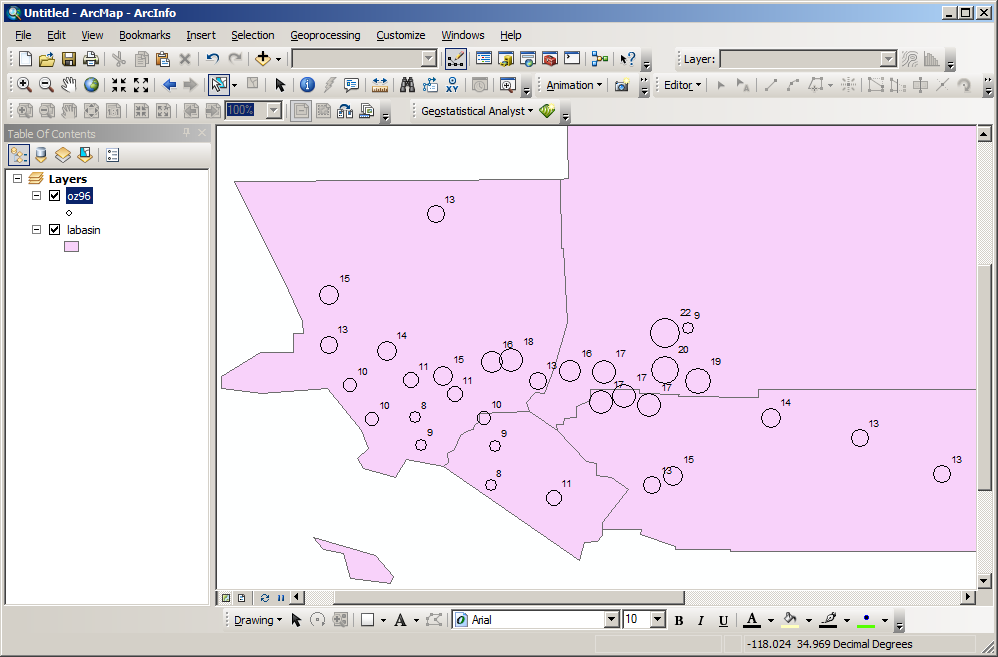 Untitled - ArcMap - ArcInfo
File Edit View Bookmarks Insert Selection Geoprocessing Customize Windows Help
Layer:
Animation Editor
100% Geostatistical Analyst
Table Of Contents
Layers
oz96
labasin
13
15
22 9
13
14
16 18
20
15
16
17
19
11
13
10
17
11
17
17
10
8
10
14
9
9
13
8
13
15
13
11
Drawing A Arial 10 B I U A
-118.024 34.969 Decimal Degrees